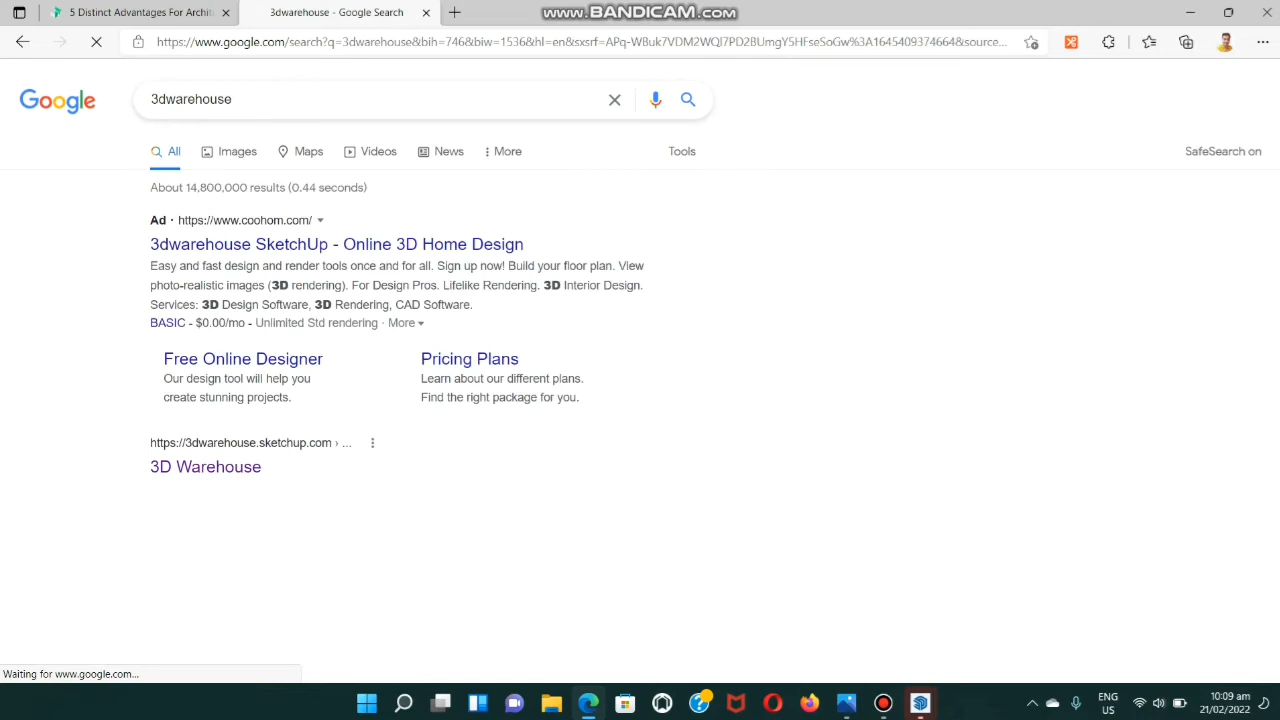 5 Distinct Advantages For Archit
3dwarehouse - Google Search
www.BANDICAM.com
https://www.google.com/search?q=3dwarehouse&bih=746&biw=1536&hl=en&sxsrf=APq-WBuk7VDM2WQl7PD2BUmgY5HFseSoGw%3A1645409374664&source...
Google
3dwarehouse
All
Images
Maps
Videos
News
More
Tools
SafeSearch on
About 14,800,000 results (0.44 seconds)
Ad · https://www.coohom.com/
3dwarehouse SketchUp - Online 3D Home Design
Easy and fast design and render tools once and for all. Sign up now! Build your floor plan. View
photo-realistic images (3D rendering). For Design Pros. Lifelike Rendering. 3D Interior Design.
Services: 3D Design Software, 3D Rendering, CAD Software.
BASIC - $0.00/mo - Unlimited Std rendering · More
Free Online Designer
Our design tool will help you
create stunning projects.
Pricing Plans
Learn about our different plans.
Find the right package for you.
https://3dwarehouse.sketchup.com › ...
3D Warehouse
Waiting for www.google.com...
ENG
US
10:09 am
21/02/2022